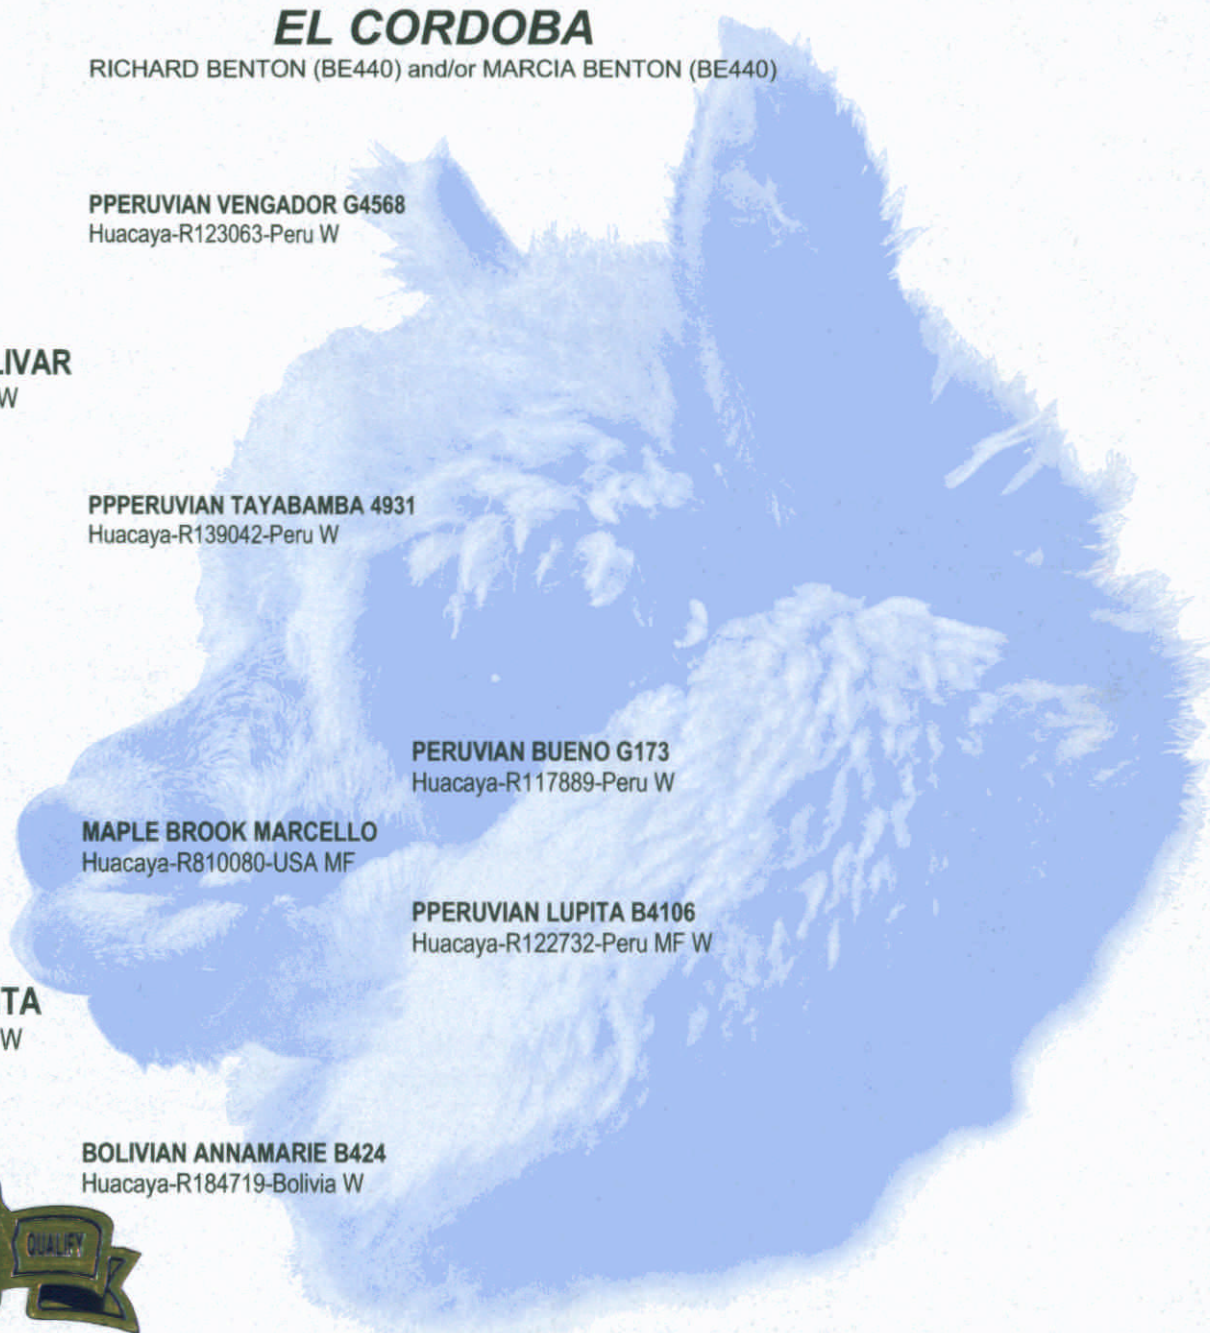 EL CORDOBA
RICHARD BENTON (BE440) and/or MARCIA BENTON (BE440)
PPERUVIAN VENGADOR G4568
Huacaya-R123063-Peru W
LIVAR
W
PPPERUVIAN TAYABAMBA 4931
Huacaya-R139042-Peru W
PERUVIAN BUENO G173
Huacaya-R117889-Peru W
MAPLE BROOK MARCELLO
Huacaya-R810080-USA MF
PPERUVIAN LUPITA B4106
Huacaya-R122732-Peru MF W
TA
W
BOLIVIAN ANNAMARIE B424
Huacaya-R184719-Bolivia W
QUALIFY